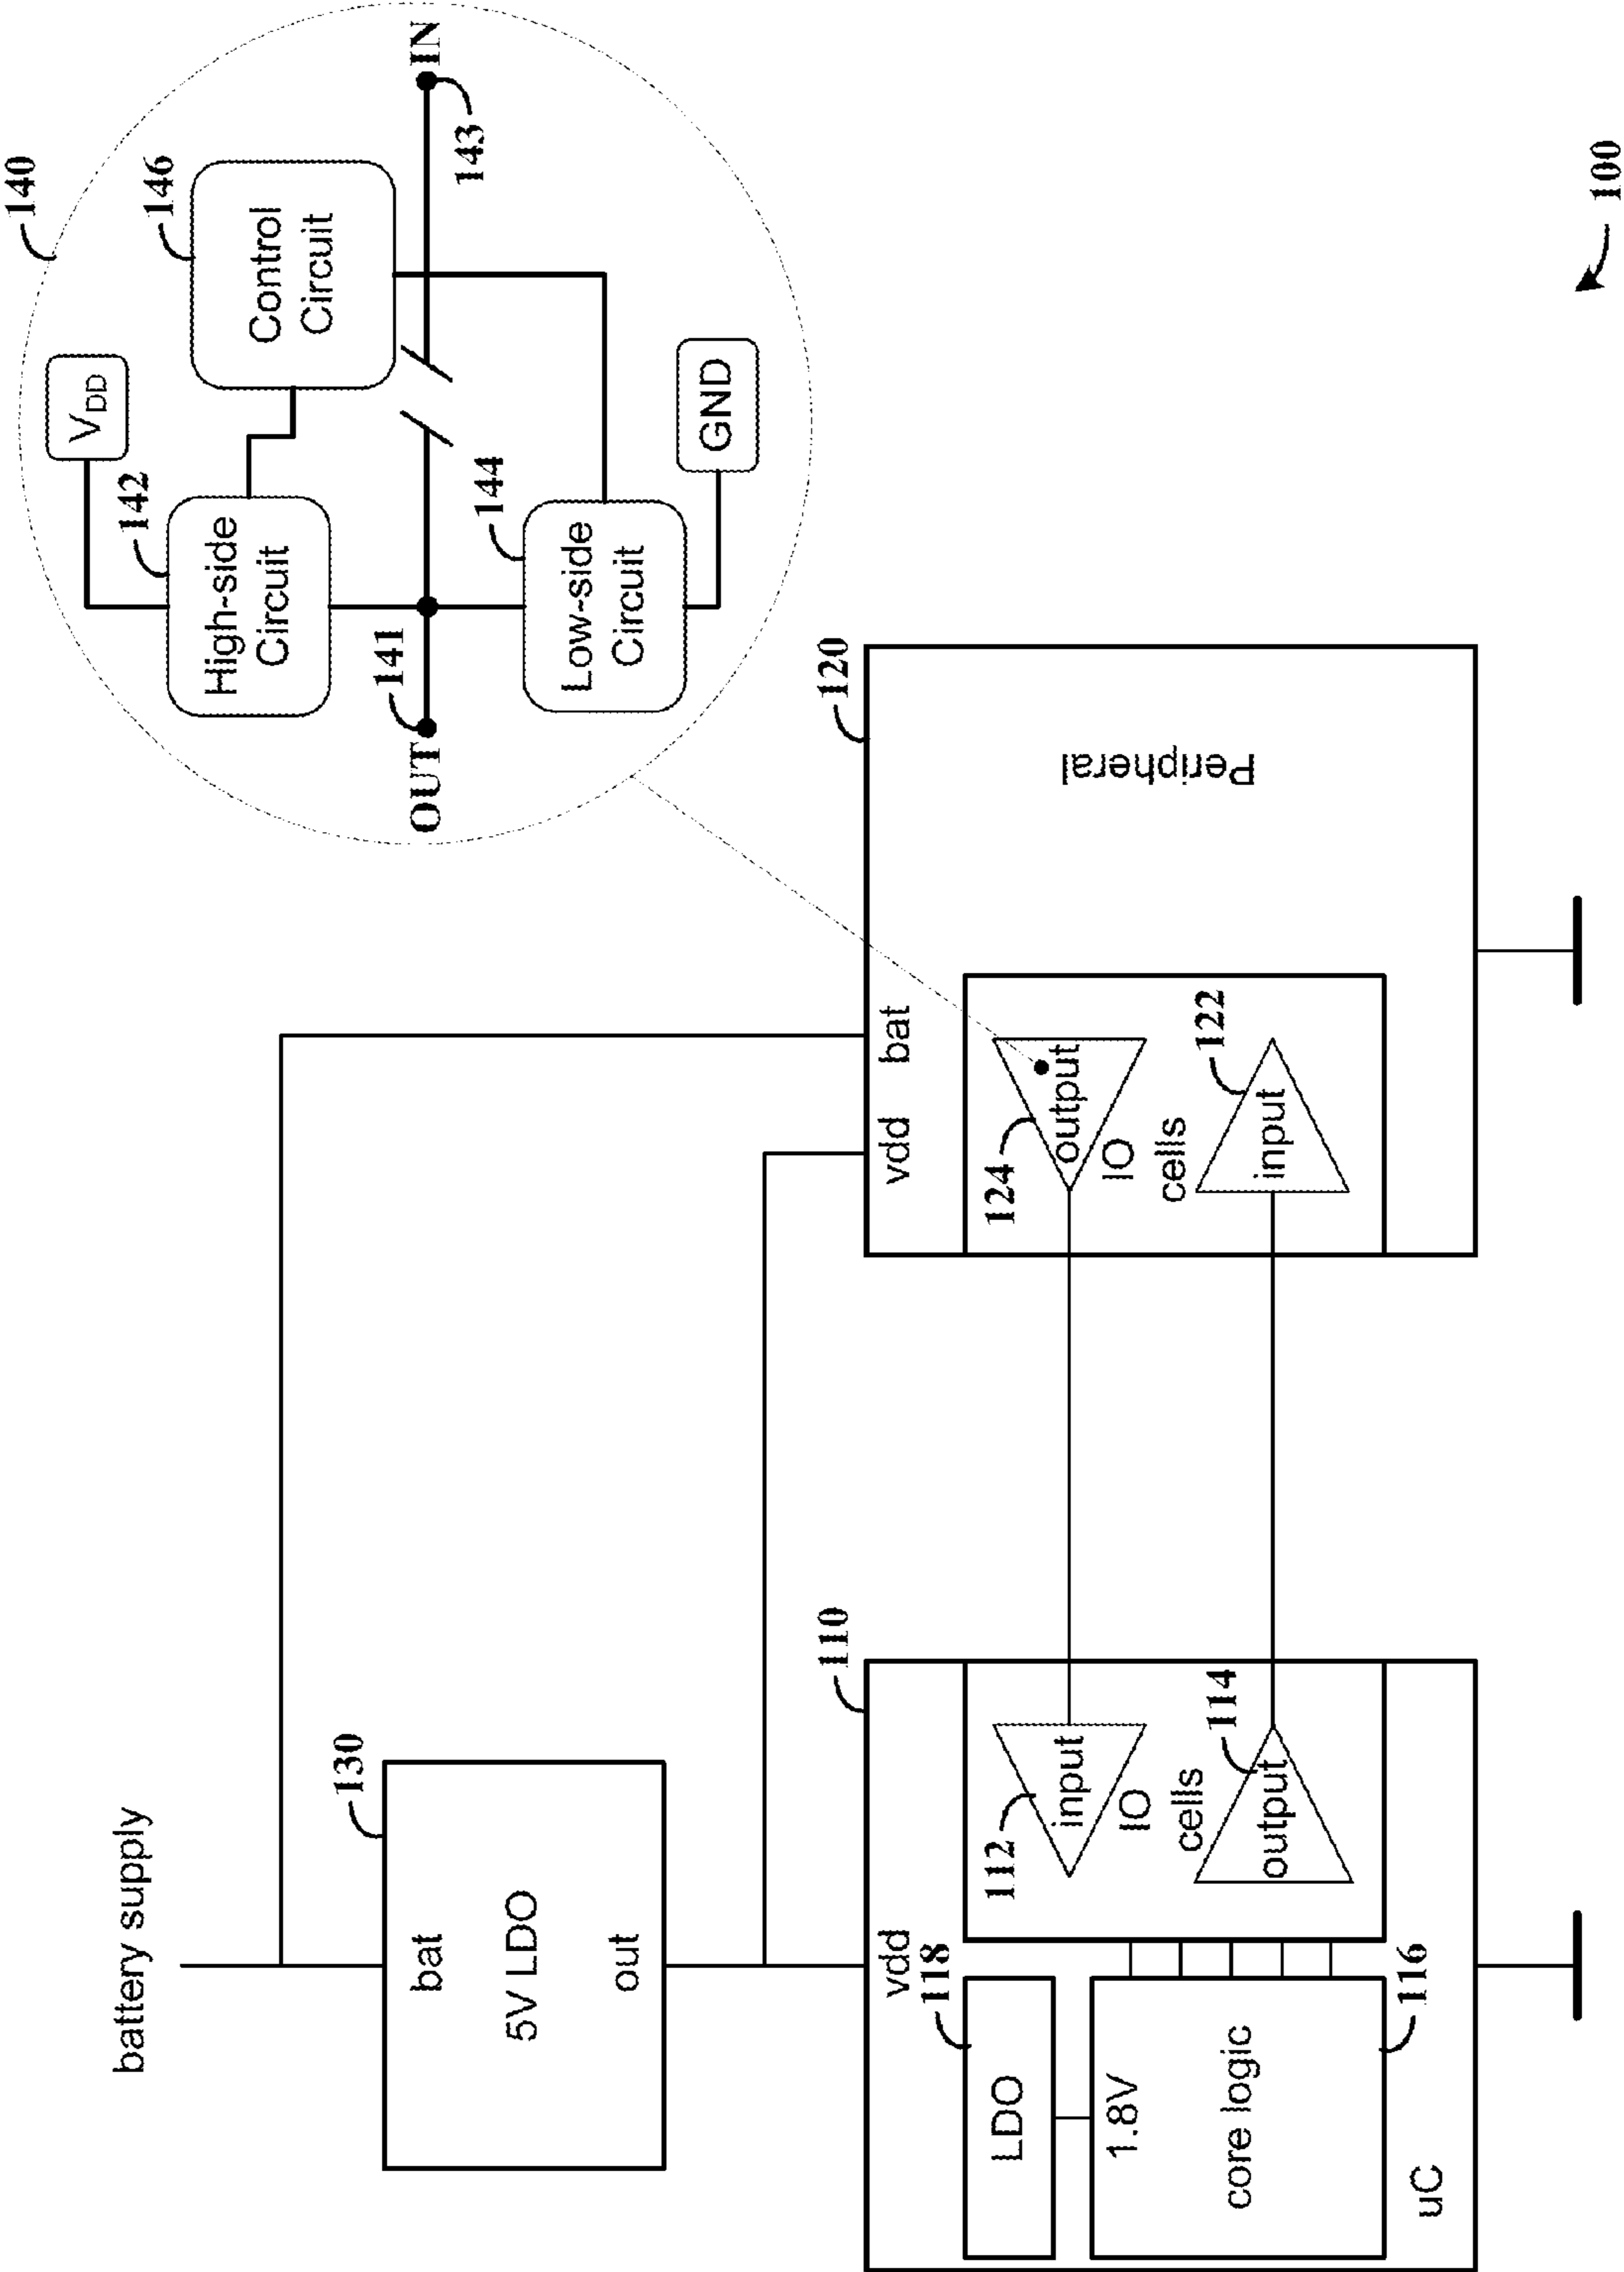 battery supply
130
bat
5V LDO
out
110
vdd
118
LDO
1.8V
core logic
116
uC
112
input
IO
cells
114
output
120
vdd
bat
124
output
IO
cells
122
input
Peripheral
140
VDD
142
High-side
Circuit
146
Control
Circuit
OUT
141
IN
143
144
Low-side
Circuit
GND
100